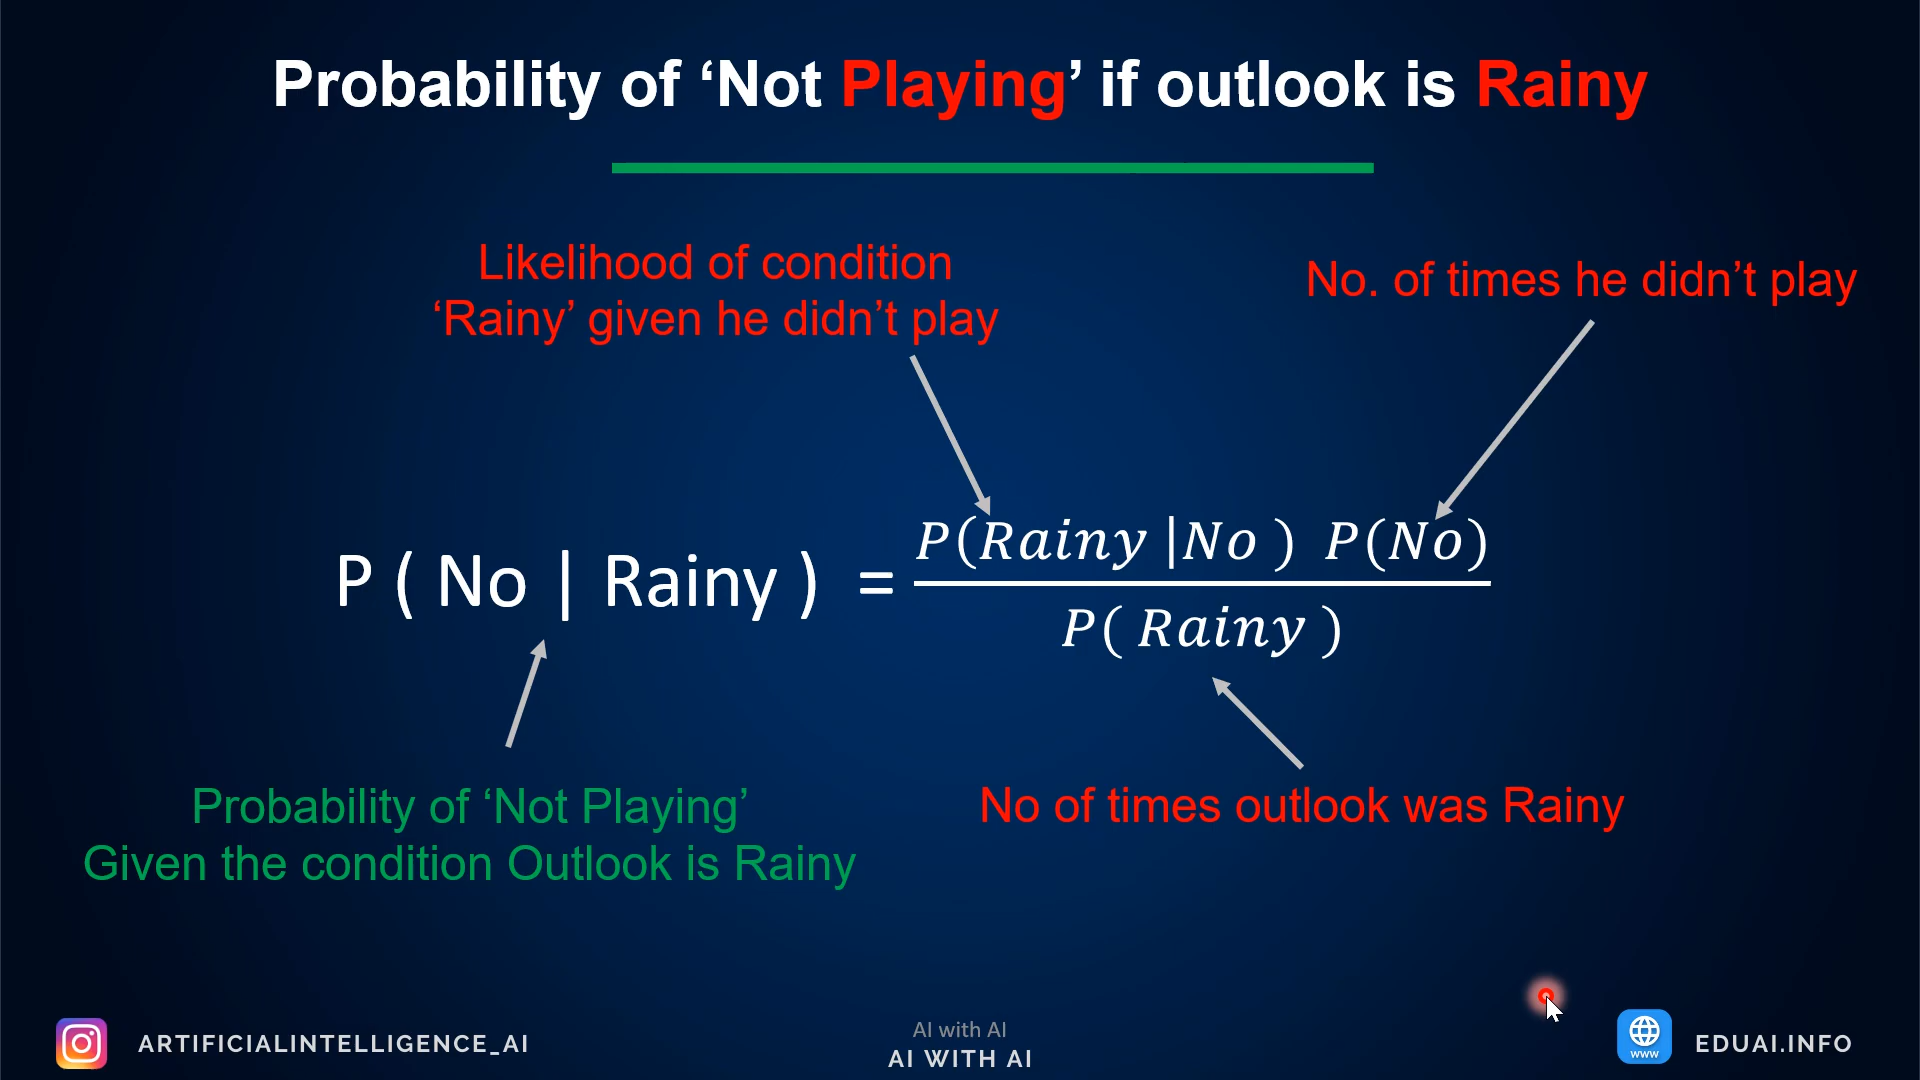 Probability of ‘Not Playing’ if outlook is Rainy
Likelihood of condition
‘Rainy’ given he didn’t play
No. of times he didn’t play
P ( No | Rainy ) = P(Rainy |No ) P(No)
P( Rainy )
Probability of ‘Not Playing’
Given the condition Outlook is Rainy
No of times outlook was Rainy
ARTIFICIALINTELLIGENCE_AI
AI with AI
AI WITH AI
www
EDUAI.INFO